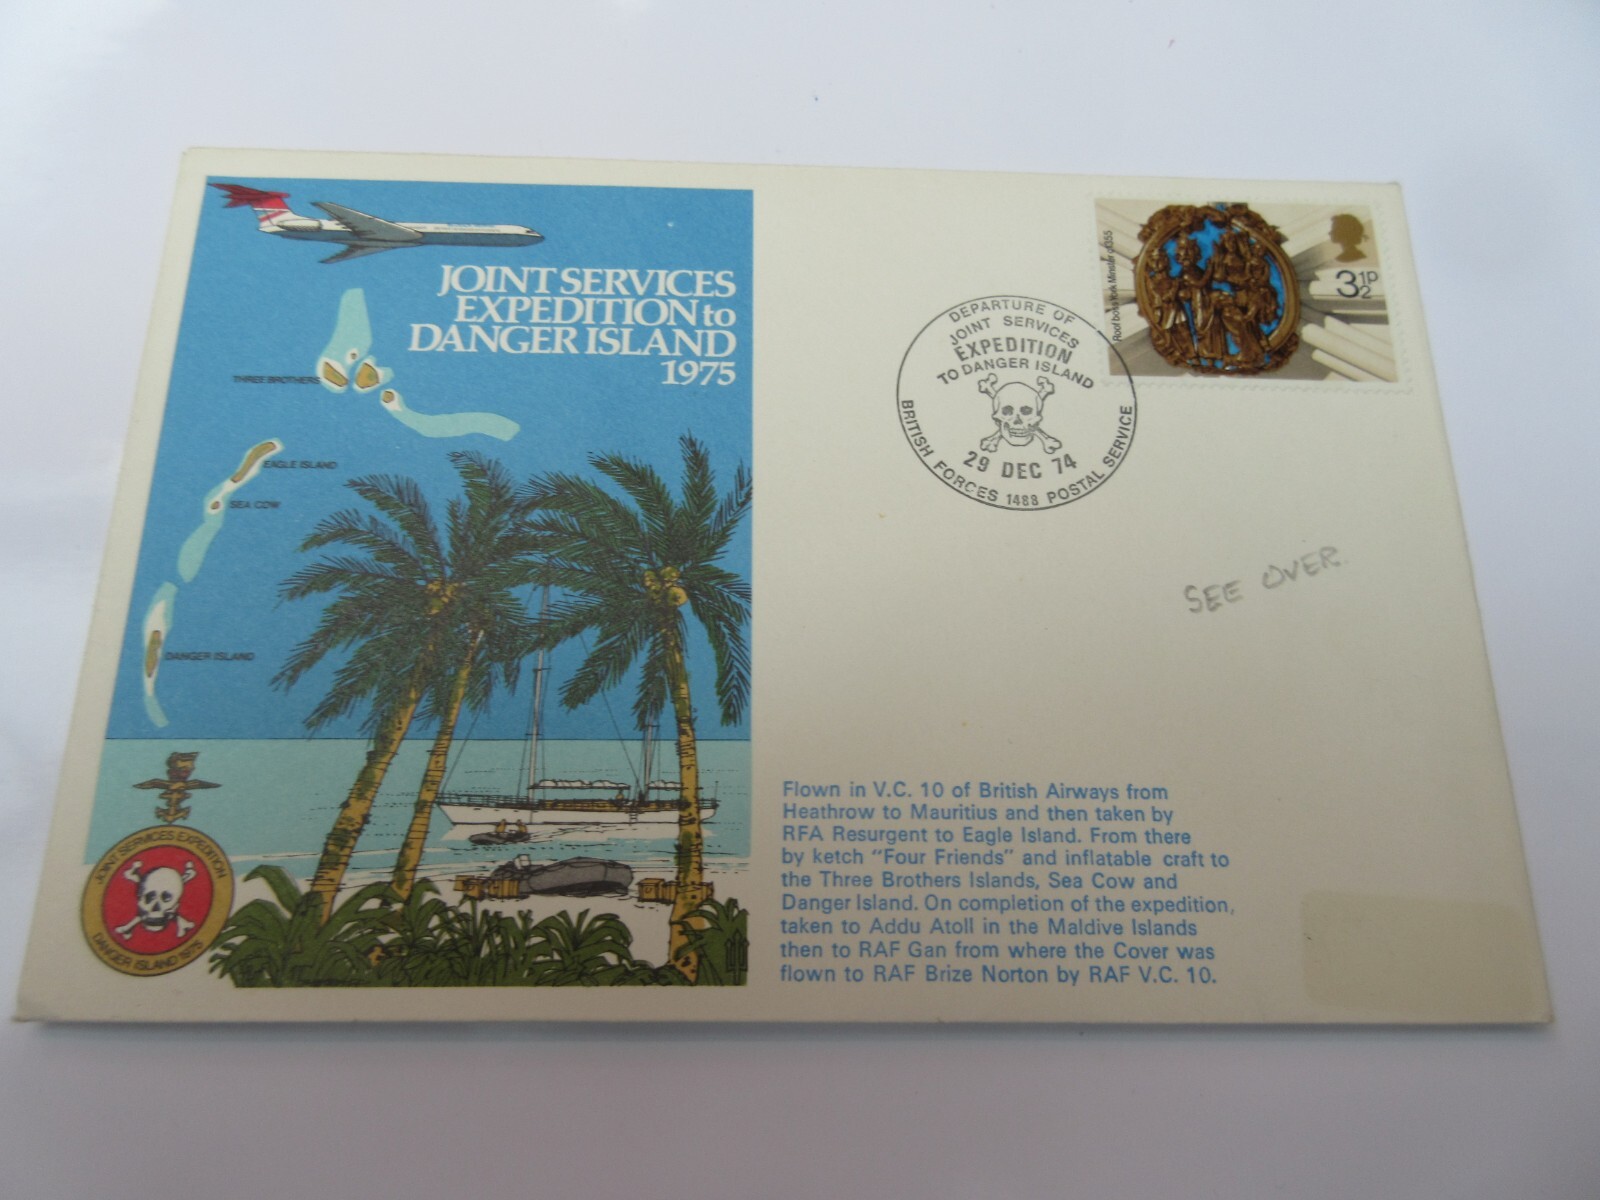 JOINT SERVICES
EXPEDITION to
DANGER ISLAND
1975
THREE BROTHERS
EAGLE ISLAND
SEA COW
DANGER ISLAND
JOINT SERVICES EXPEDITION
DANGER ISLAND 1975
Roof boss York Minster c1355
3½P
DEPARTURE OF
JOINT SERVICES
EXPEDITION
TO DANGER ISLAND
29 DEC 74
BRITISH FORCES 1488 POSTAL SERVICE
SEE OVER.
Flown in V.C. 10 of British Airways from
Heathrow to Mauritius and then taken by
RFA Resurgent to Eagle Island. From there
by ketch "Four Friends" and inflatable craft to
the Three Brothers Islands, Sea Cow and
Danger Island. On completion of the expedition,
taken to Addu Atoll in the Maldive Islands
then to RAF Gan from where the Cover was
flown to RAF Brize Norton by RAF V.C. 10.